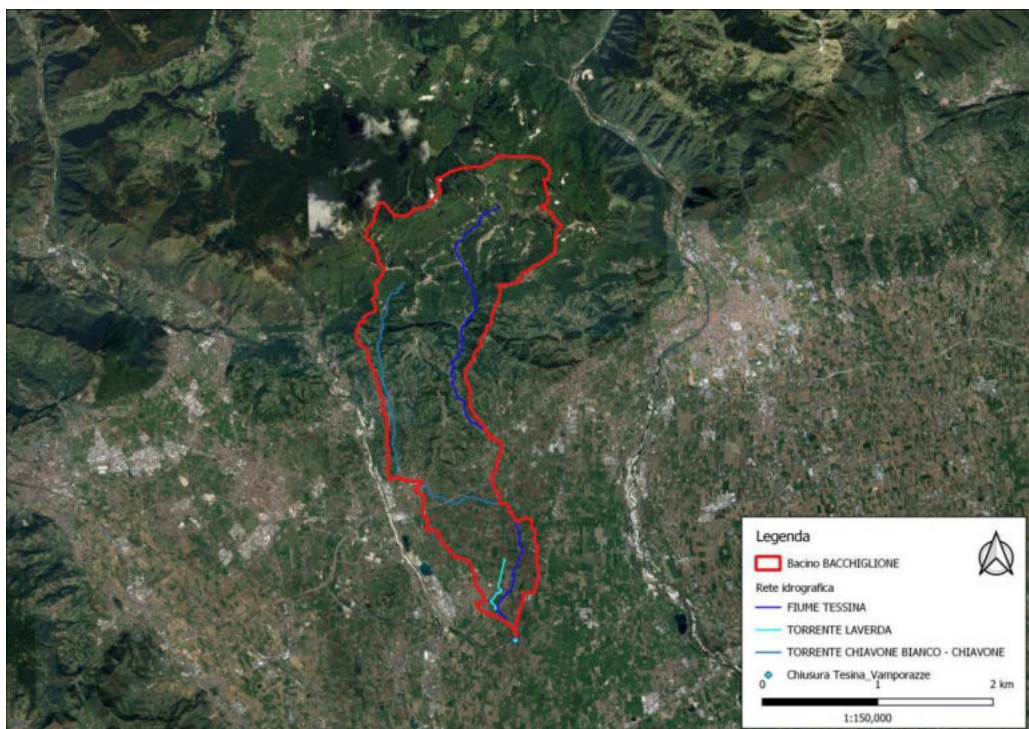 Legenda
Bacino BACCHIGLIONE
Rete idrografica
FIUME TESSINA
TORRENTE LAVERDA
TORRENTE CHIAVONE BIANCO - CHIAVONE
Chiusura Tesina_Vamporazze
0 1 2 km
1:150,000